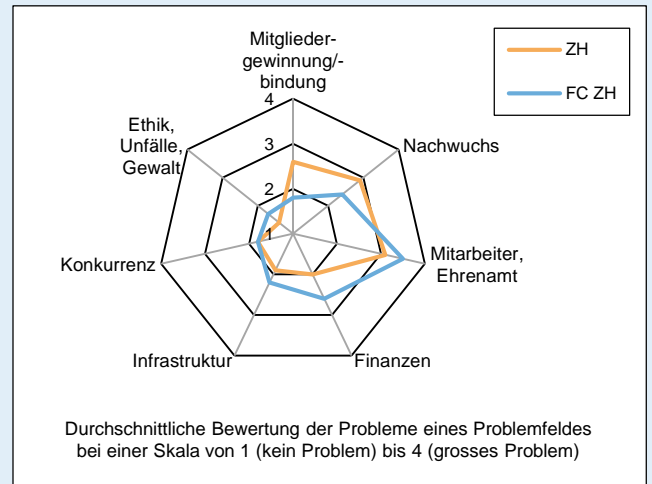 Mitglieder-
gewinnung/-
bindung
ZH
FC ZH
4
3
2
1
Ethik,
Unfälle,
Gewalt
Nachwuchs
Konkurrenz
Mitarbeiter,
Ehrenamt
Infrastruktur
Finanzen
Durchschnittliche Bewertung der Probleme eines Problemfeldes
bei einer Skala von 1 (kein Problem) bis 4 (grosses Problem)